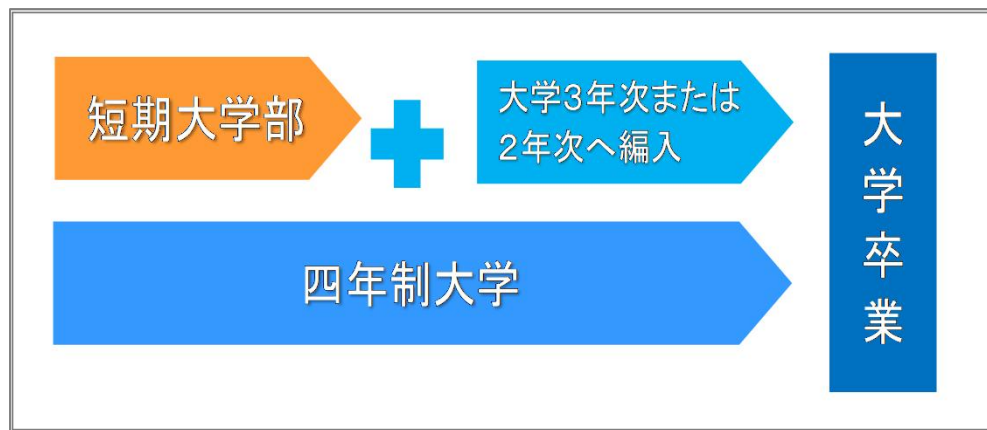 短期大学部
大学３年次または
２年次へ編入
四年制大学
大学卒業